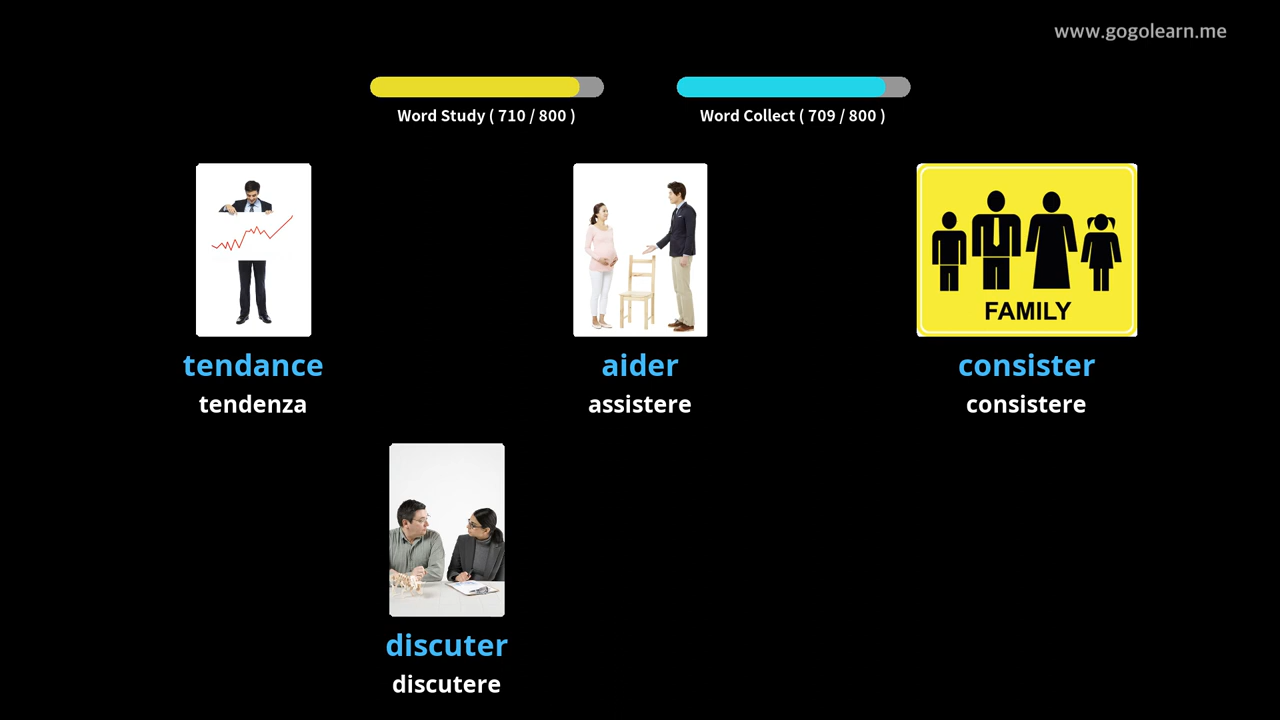 www.gogolearn.me
Word Study ( 710 / 800 )
Word Collect ( 709 / 800 )
FAMILY
tendance
tendenza
aider
assistere
consister
consistere
discuter
discutere